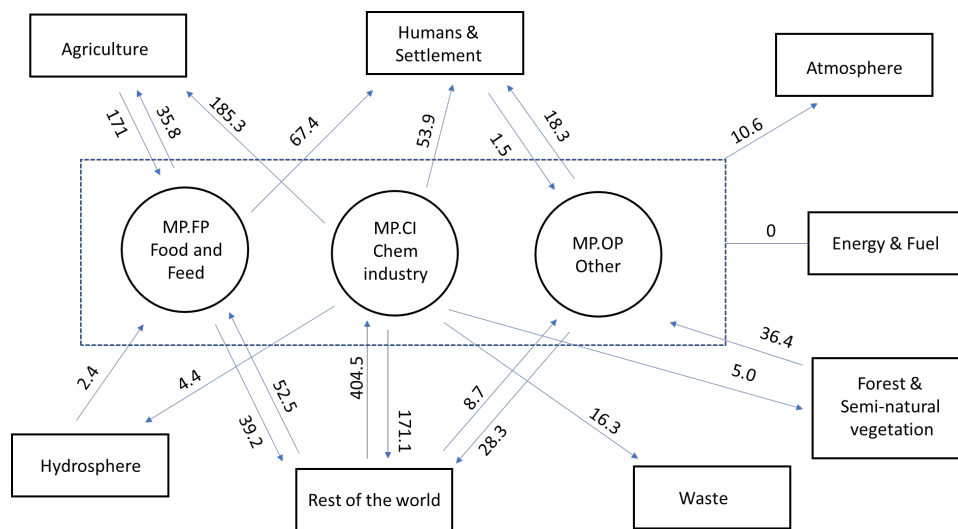 Agriculture
Humans &
Settlement
Atmosphere
171
35.8
185.3
67.4
53.9
1.5
18.3
10.6
MP.FP
Food and
Feed
MP.CI
Chem
industry
MP.OP
Other
0
Energy & Fuel
2.4
4.4
39.2
52.5
404.5
171.1
8.7
28.3
16.3
36.4
5.0
Forest &
Semi-natural
vegetation
Hydrosphere
Rest of the world
Waste